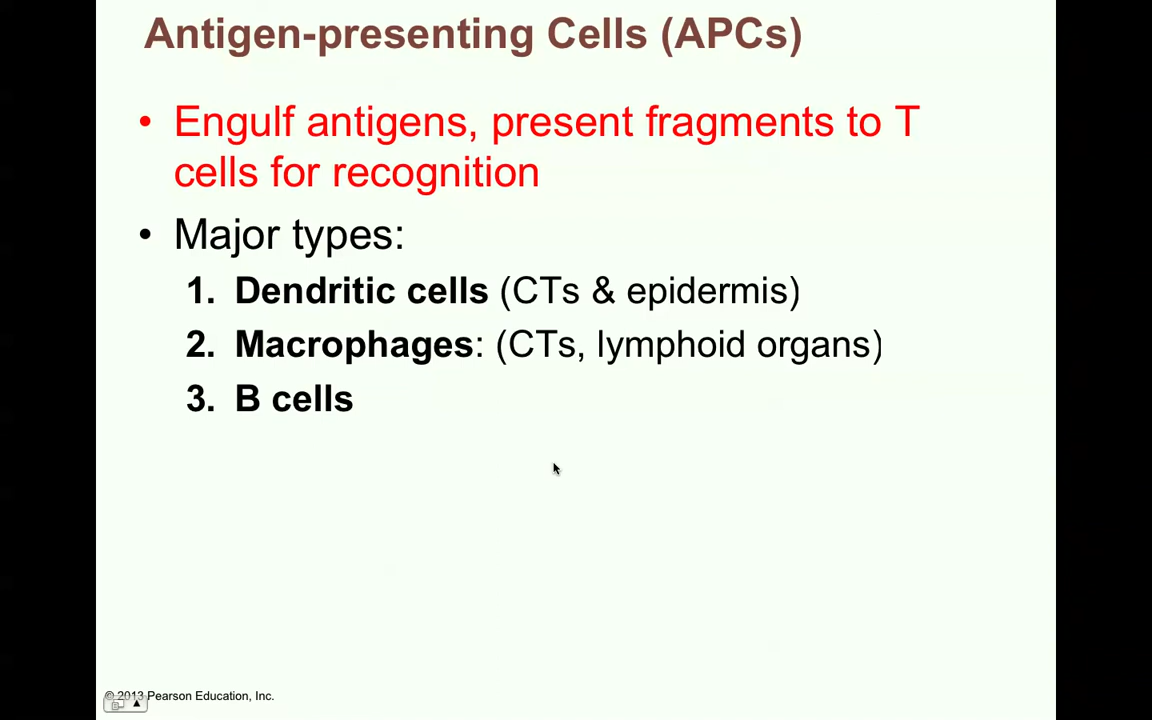 Antigen-presenting Cells (APCs)
• Engulf antigens, present fragments to T
cells for recognition
• Major types:
1. Dendritic cells (CTs & epidermis)
2. Macrophages: (CTs, lymphoid organs)
3. B cells
© 2013 Pearson Education, Inc.